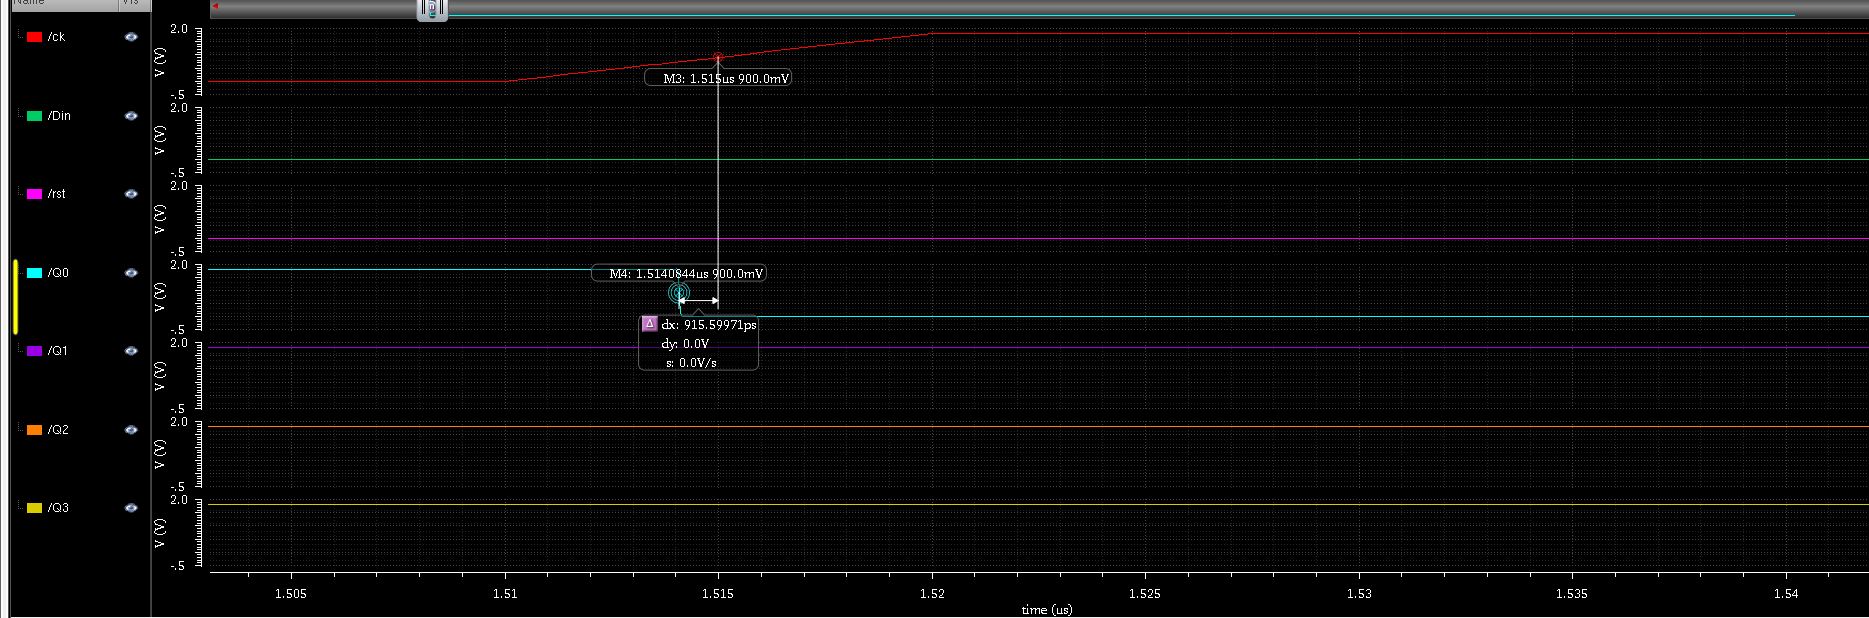 Name Vis
/ck
/Din
/rst
/Q0
/Q1
/Q2
/Q3
2.0
V (V)
-.5
M3: 1.515us 900.0mV
2.0
V (V)
-.5
2.0
V (V)
-.5
2.0
V (V)
-.5
M4: 1.5140844us 900.0mV
Δ dx: 915.59971ps
dy: 0.0V
s: 0.0V/s
2.0
V (V)
-.5
2.0
V (V)
-.5
2.0
V (V)
-.5
1.505 1.51 1.515 1.52 1.525 1.53 1.535 1.54
time (us)